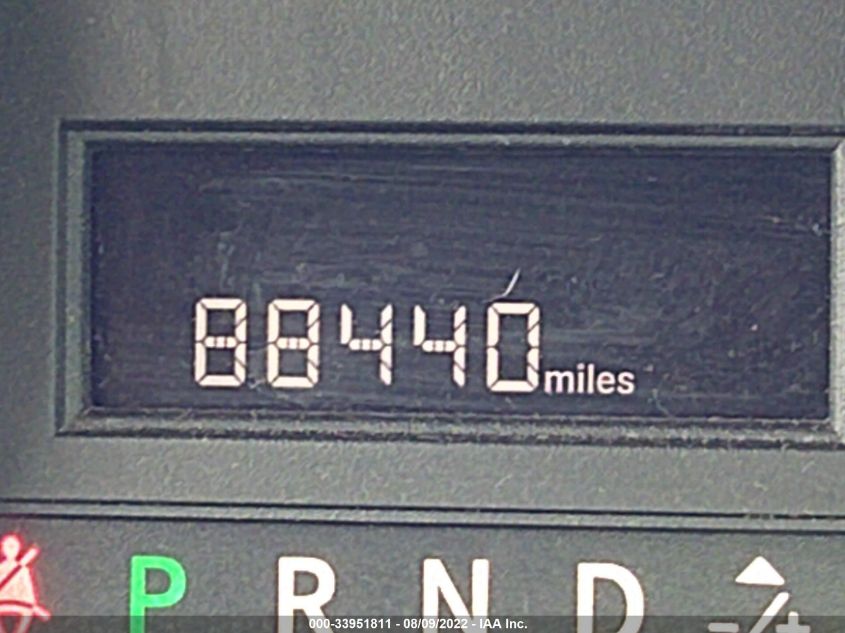 88440 miles
P R N D -/+
000-33951811 - 08/09/2022 - IAA Inc.